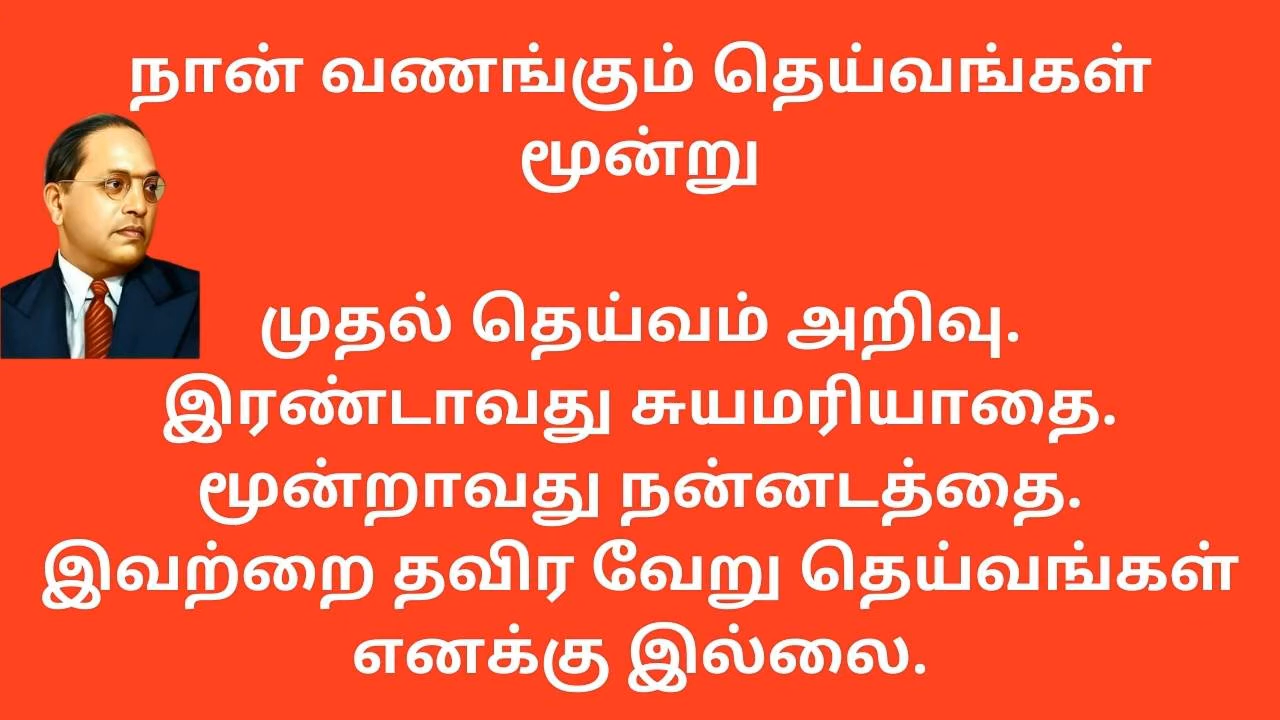 நான் வணங்கும் தெய்வங்கள்
மூன்று
முதல் தெய்வம் அறிவு.
இரண்டாவது சுயமரியாதை.
மூன்றாவது நன்னடத்தை.
இவற்றை தவிர வேறு தெய்வங்கள்
எனக்கு இல்லை.